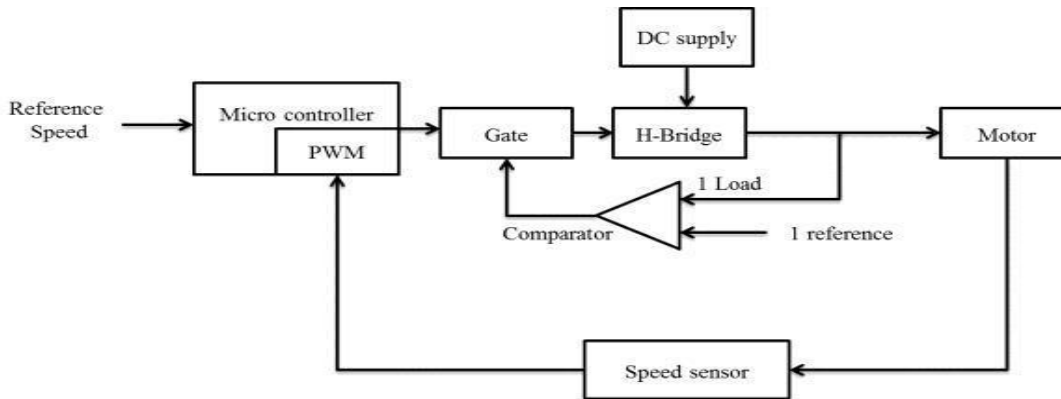 DC supply
Reference
Speed
Micro controller
PWM
Gate
H-Bridge
Motor
1 Load
Comparator
1 reference
Speed sensor